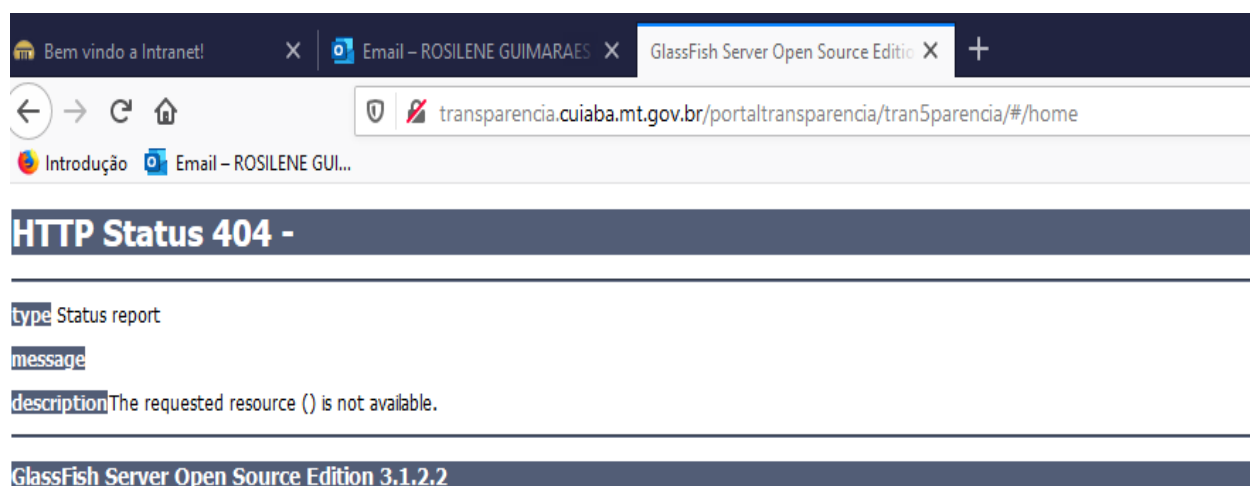 Bem vindo a Intranet! Email – ROSILENE GUIMARAES GlassFish Server Open Source Editio
transparencia.cuiaba.mt.gov.br/portaltransparencia/tran5parencia/#/home
Introdução Email – ROSILENE GUI...
HTTP Status 404 -
type Status report
message
descriptionThe requested resource () is not available.
GlassFish Server Open Source Edition 3.1.2.2